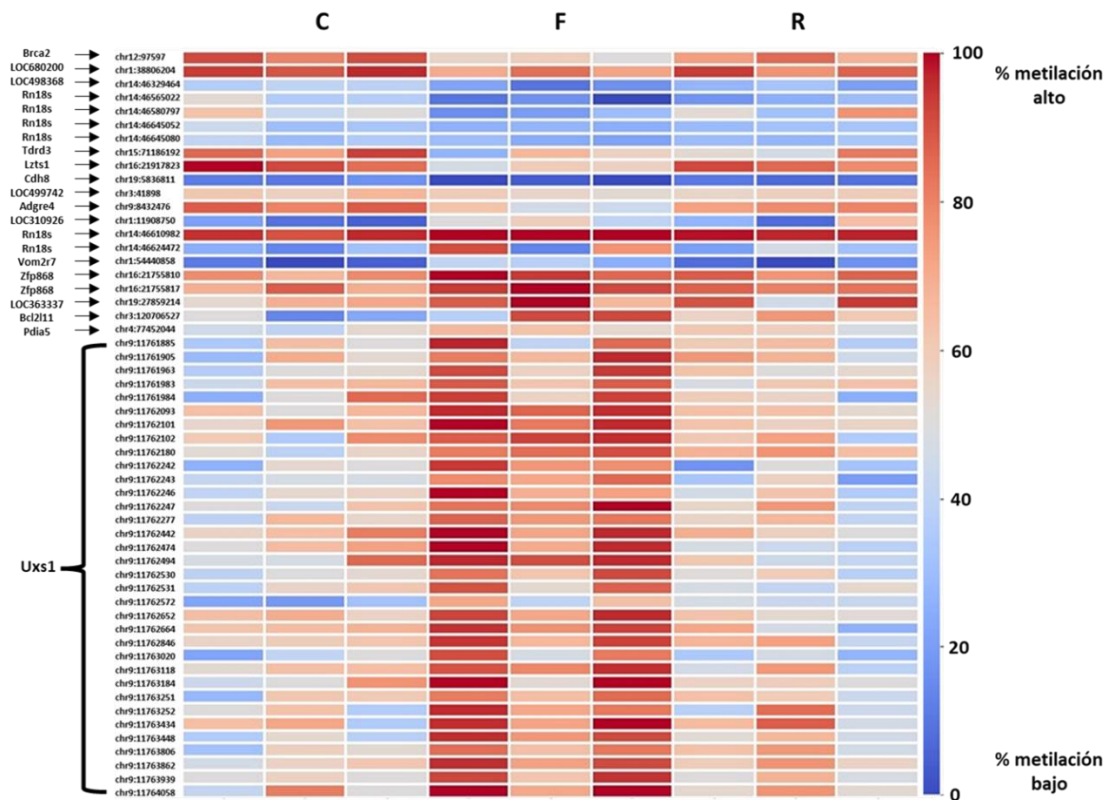 C F R
Brca2 chr12:97597
LOC680200 chr1:38806204
LOC498368 chr14:46329464
Rn18s chr14:46565022
Rn18s chr14:46580797
Rn18s chr14:46645052
Rn18s chr14:46645080
Tdrd3 chr15:71186192
Lzts1 chr16:21917823
Cdh8 chr19:5836811
LOC499742 chr3:41898
Adgre4 chr9:8432476
LOC310926 chr1:11908750
Rn18s chr14:46610982
Rn18s chr14:46624472
Vom2r7 chr1:54440858
Zfp868 chr16:21755810
Zfp868 chr16:21755817
LOC363337 chr19:27859214
Bcl2l11 chr3:120706527
Pdia5 chr4:77452044
chr9:11761885
chr9:11761905
chr9:11761963
chr9:11761983
chr9:11761984
chr9:11762093
chr9:11762101
chr9:11762102
chr9:11762180
chr9:11762242
chr9:11762243
chr9:11762246
chr9:11762247
chr9:11762277
chr9:11762442
chr9:11762474
chr9:11762494
Uxs1
chr9:11762530
chr9:11762531
chr9:11762572
chr9:11762652
chr9:11762664
chr9:11762846
chr9:11763020
chr9:11763118
chr9:11763184
chr9:11763251
chr9:11763252
chr9:11763434
chr9:11763448
chr9:11763806
chr9:11763862
chr9:11763939
chr9:11764058
100
80
60
40
20
0
% metilación
alto
% metilación
bajo